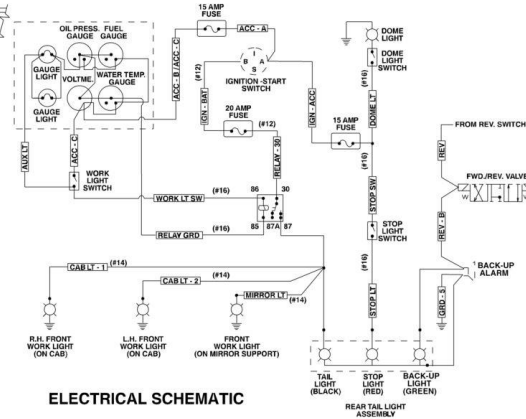 15 AMP
FUSE
OIL PRESS. FUEL
GAUGE GAUGE
ACC - A
DOME
LIGHT
DOME
LIGHT
SWITCH
GAUGE
LIGHT
VOLTME.
WATER TEMP.
GAUGE
GAUGE
LIGHT
ACC - B
ACC - C
(#12)
I
B A
S
IGNITION -START
SWITCH
(#16)
DOME LT
IGN - BAT
20 AMP
FUSE
(#12)
IGN - ACC
15 AMP
FUSE
FROM REV. SWITCH
AUX LT
ACC - C
RELAY - 30
REV
WORK
LIGHT
SWITCH
(#16)
FWD./REV. VALVE
W
WORK LT SW
(#16)
86 30
STOP SW
85 87A 87
STOP
LIGHT
SWITCH
REV - B
RELAY GRD
(#16)
CAB LT - 1
(#14)
CAB LT - 2
(#14)
(#16)
BACK-UP
ALARM
MIRROR LT
(#14)
STOP LT
GRD - 5
R.H. FRONT
WORK LIGHT
(ON CAB)
L.H. FRONT
WORK LIGHT
(ON CAB)
FRONT
WORK LIGHT
(ON MIRROR SUPPORT)
TAIL
LIGHT
(BLACK)
STOP
LIGHT
(RED)
BACK-UP
LIGHT
(GREEN)
ELECTRICAL SCHEMATIC
REAR TAIL LIGHT
ASSEMBLY